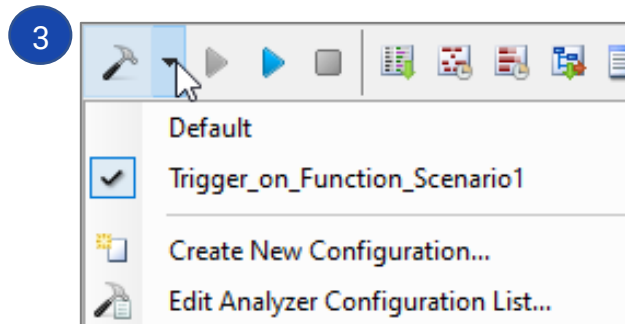 3
Default
Trigger_on_Function_Scenario1
Create New Configuration...
Edit Analyzer Configuration List...